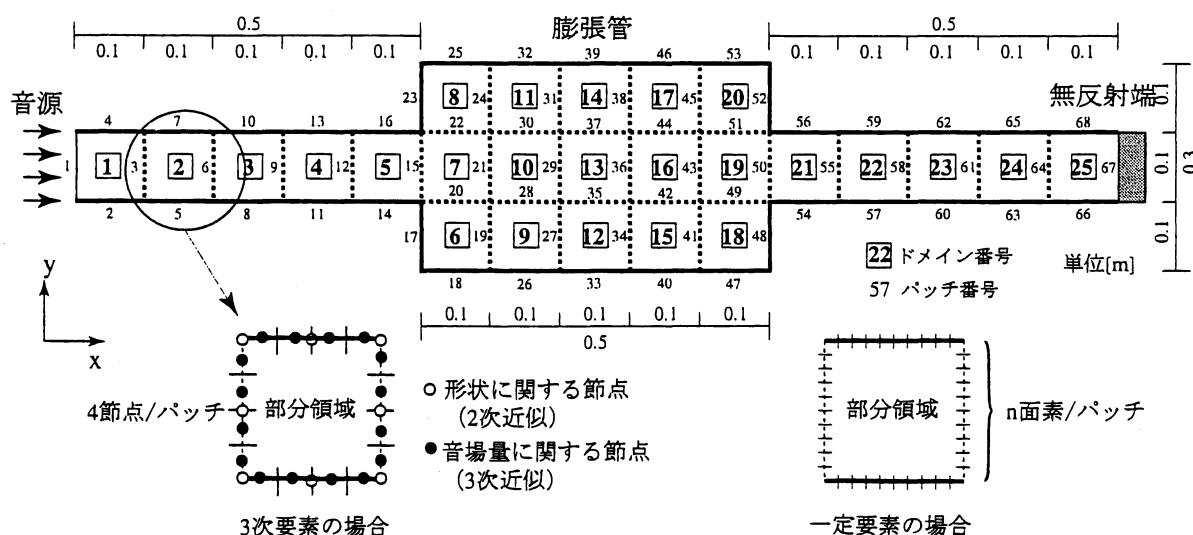 0.5
膨張管
0.5
0.1 0.1 0.1 0.1 0.1
25 32 39 46 53
0.1 0.1 0.1 0.1 0.1
音源
23 8 24 11 31 14 38 17 45 20 52
無反射端
0.1
4 7 10 13 16
22 30 37 44 51
56 59 62 65 68
1 1 3 2 6 3 9 4 12 5 15 7 21 10 29 13 36 16 43 19 50 21 55 22 58 23 61 24 64 25 67
0.1
0.3
20 28 35 42 49
2 5 8 11 14
54 57 60 63 66
17 6 19 9 27 12 34 15 41 18 48
0.1
22 ドメイン番号
単位[m]
57 パッチ番号
18 26 33 40 47
y
x
0.1 0.1 0.1 0.1 0.1
0.5
4節点/パッチ
部分領域
形状に関する節点
(2次近似)
音場量に関する節点
(3次近似)
3次要素の場合
部分領域
n面素/パッチ
一定要素の場合